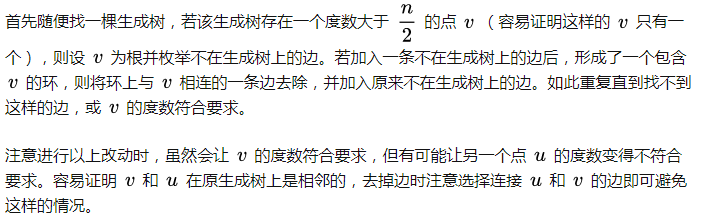 首先随便找一棵生成树，若该生成树存在一个度数大于 n/2 的点 v （容易证明这样的 v 只有一
个），则设 v 为根并枚举不在生成树上的边。若加入一条不在生成树上的边后，形成了一个包含
v 的环，则将环上与 v 相连的一条边去除，并加入原来不在生成树上的边。如此重复直到找不到
这样的边，或 v 的度数符合要求。
注意进行以上改动时，虽然会让 v 的度数符合要求，但有可能让另一个点 u 的度数变得不符合
要求。容易证明 v 和 u 在原生成树上是相邻的，去掉边时注意选择连接 u 和 v 的边即可避免
这样的情况。